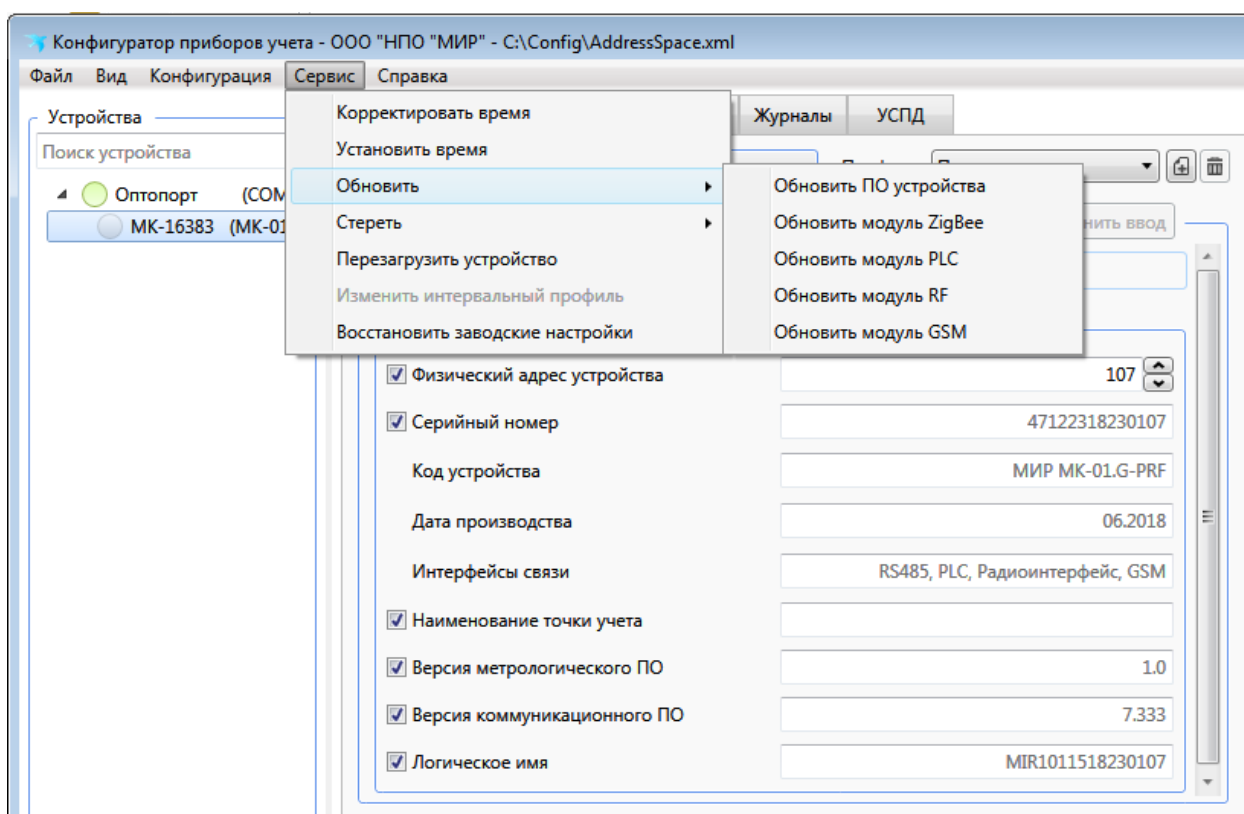 Конфигуратор приборов учета - ООО "НПО "МИР" - C:\Config\AddressSpace.xml
Файл Вид Конфигурация Сервис Справка
Устройства
Корректировать время
Журналы УСПД
Поиск устройства
Установить время
Оптопорт (COM
Обновить
Обновить ПО устройства
МК-16383 (МК-01
Стереть
Обновить модуль ZigBee
нить ввод
Перезагрузить устройство
Обновить модуль PLC
Изменить интервальный профиль
Обновить модуль RF
Восстановить заводские настройки
Обновить модуль GSM
Физический адрес устройства 107
Серийный номер 47122318230107
Код устройства МИР МК-01.G-PRF
Дата производства 06.2018
Интерфейсы связи RS485, PLC, Радиоинтерфейс, GSM
Наименование точки учета
Версия метрологического ПО 1.0
Версия коммуникационного ПО 7.333
Логическое имя MIR1011518230107